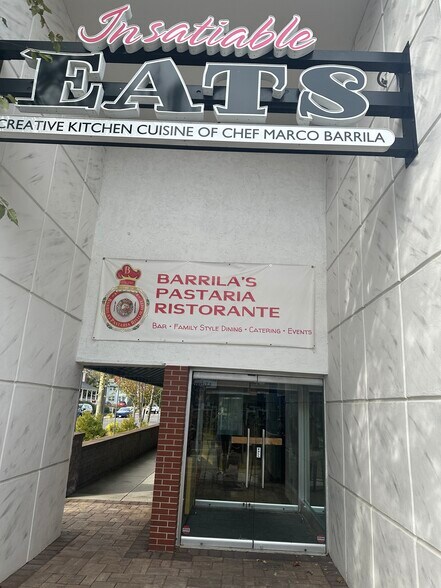 Insatiable
EATS
CREATIVE KITCHEN CUISINE OF CHEF MARCO BARRILA
B
BARRILA'S
PASTARIA
RISTORANTE
BAR • FAMILY STYLE DINING • CATERING • EVENTS